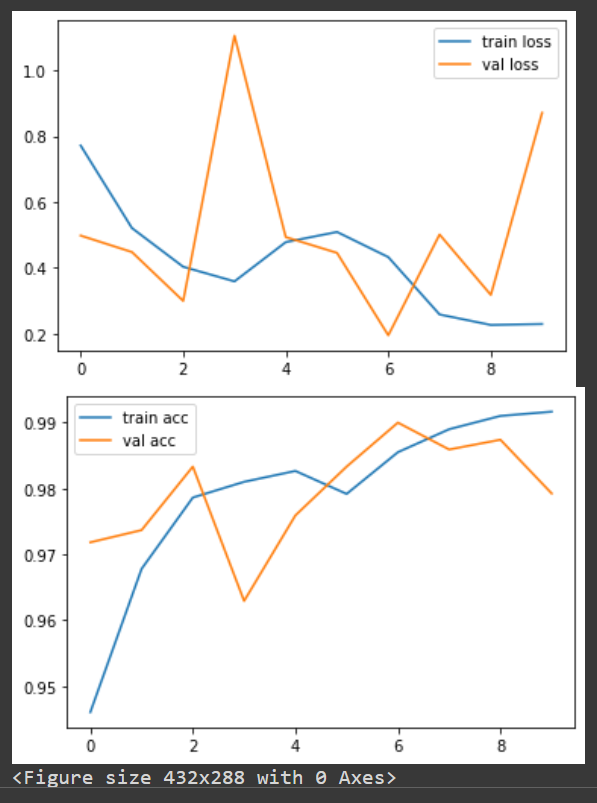 train loss
val loss
1.0
0.8
0.6
0.4
0.2
0 2 4 6 8
train acc
val acc
0.99
0.98
0.97
0.96
0.95
0 2 4 6 8
<Figure size 432x288 with 0 Axes>